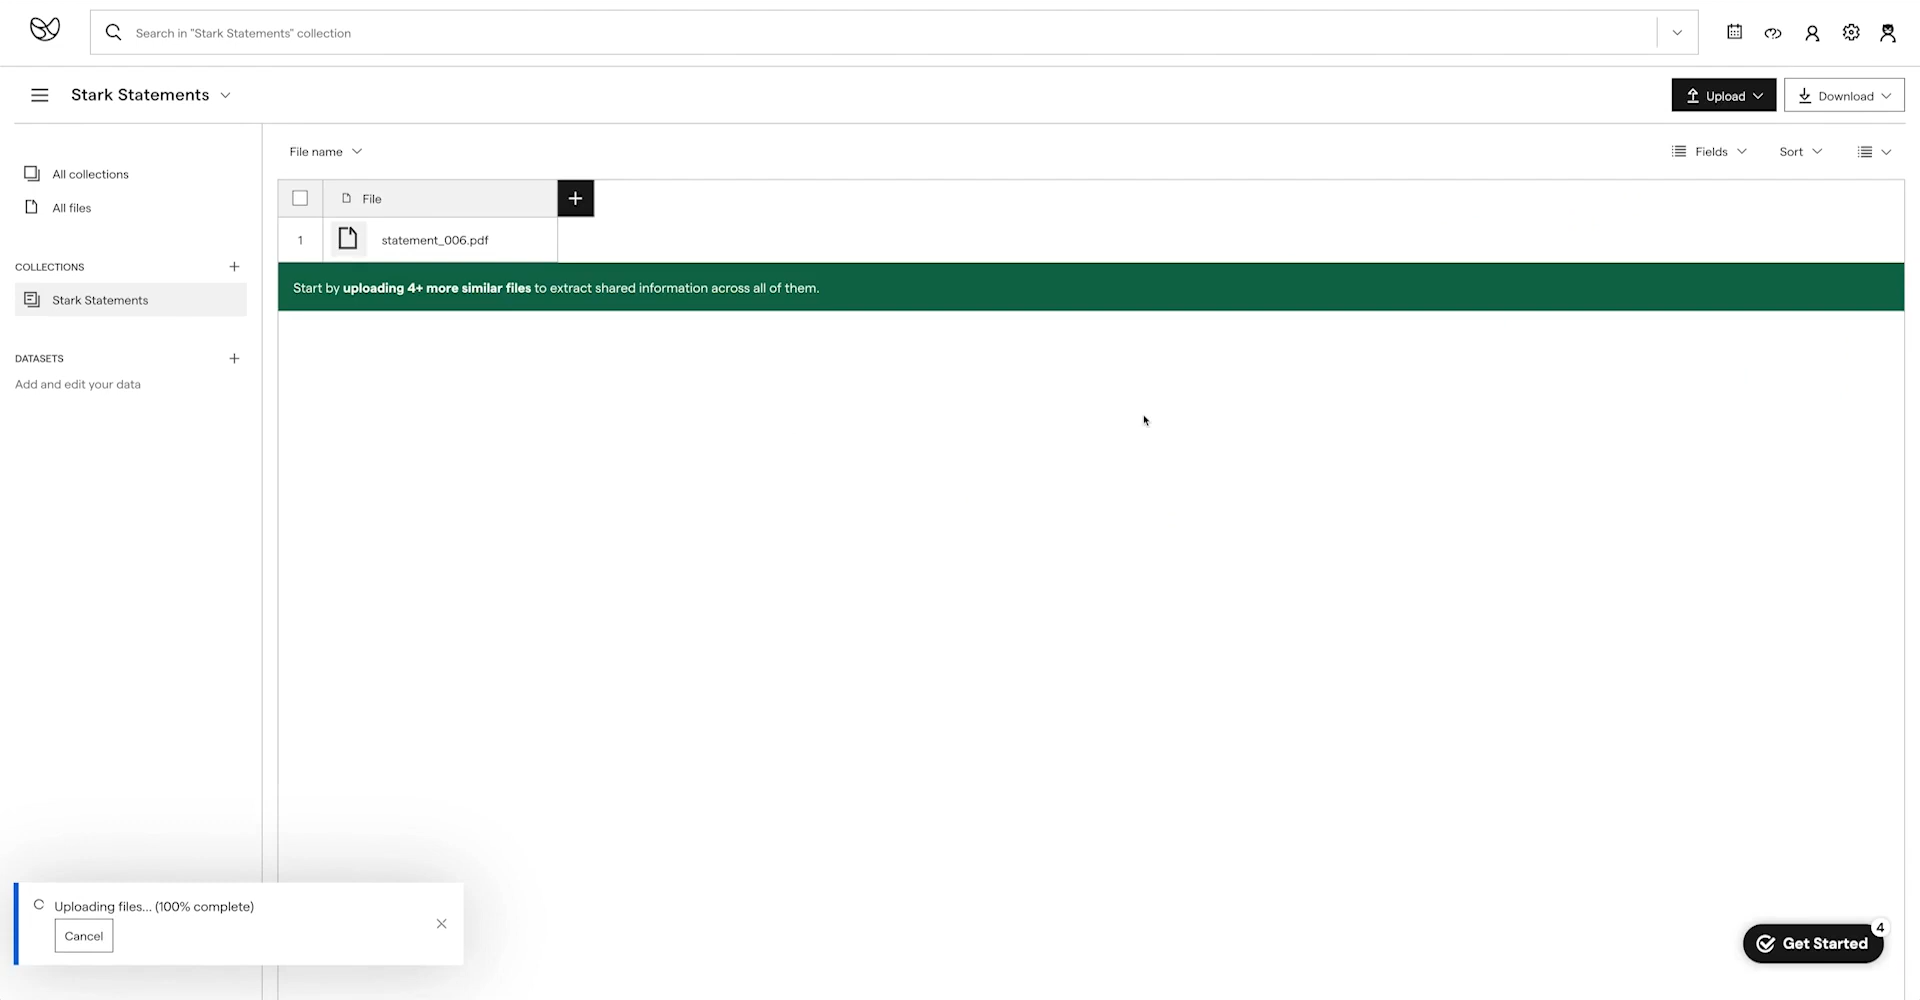 Search in "Stark Statements" collection
Stark Statements
Upload
Download
All collections
All files
COLLECTIONS
Stark Statements
DATASETS
Add and edit your data
File name
Fields
Sort
File
1
statement_006.pdf
Start by uploading 4+ more similar files to extract shared information across all of them.
Uploading files... (100% complete)
Cancel
Get Started
4